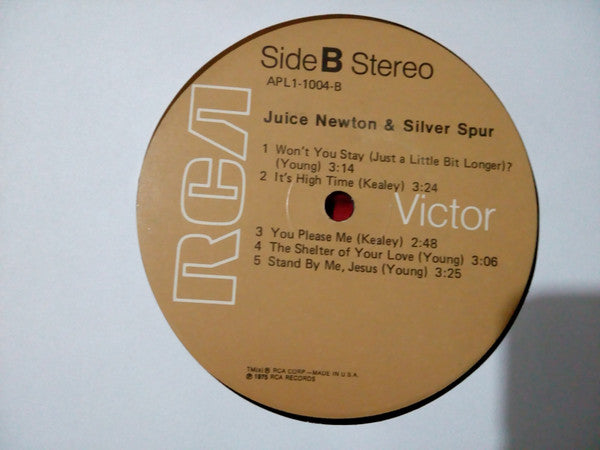 Side B Stereo
APL1-1004-B
RCA
Juice Newton & Silver Spur
1 Won't You Stay (Just a Little Bit Longer)?
(Young) 3:14
2 It's High Time (Kealey) 3:24
Victor
3 You Please Me (Kealey) 2:48
4 The Shelter of Your Love (Young) 3:06
5 Stand By Me, Jesus (Young) 3:25
TM(s) ® RCA CORP.—MADE IN U.S.A.
℗ 1975 RCA RECORDS